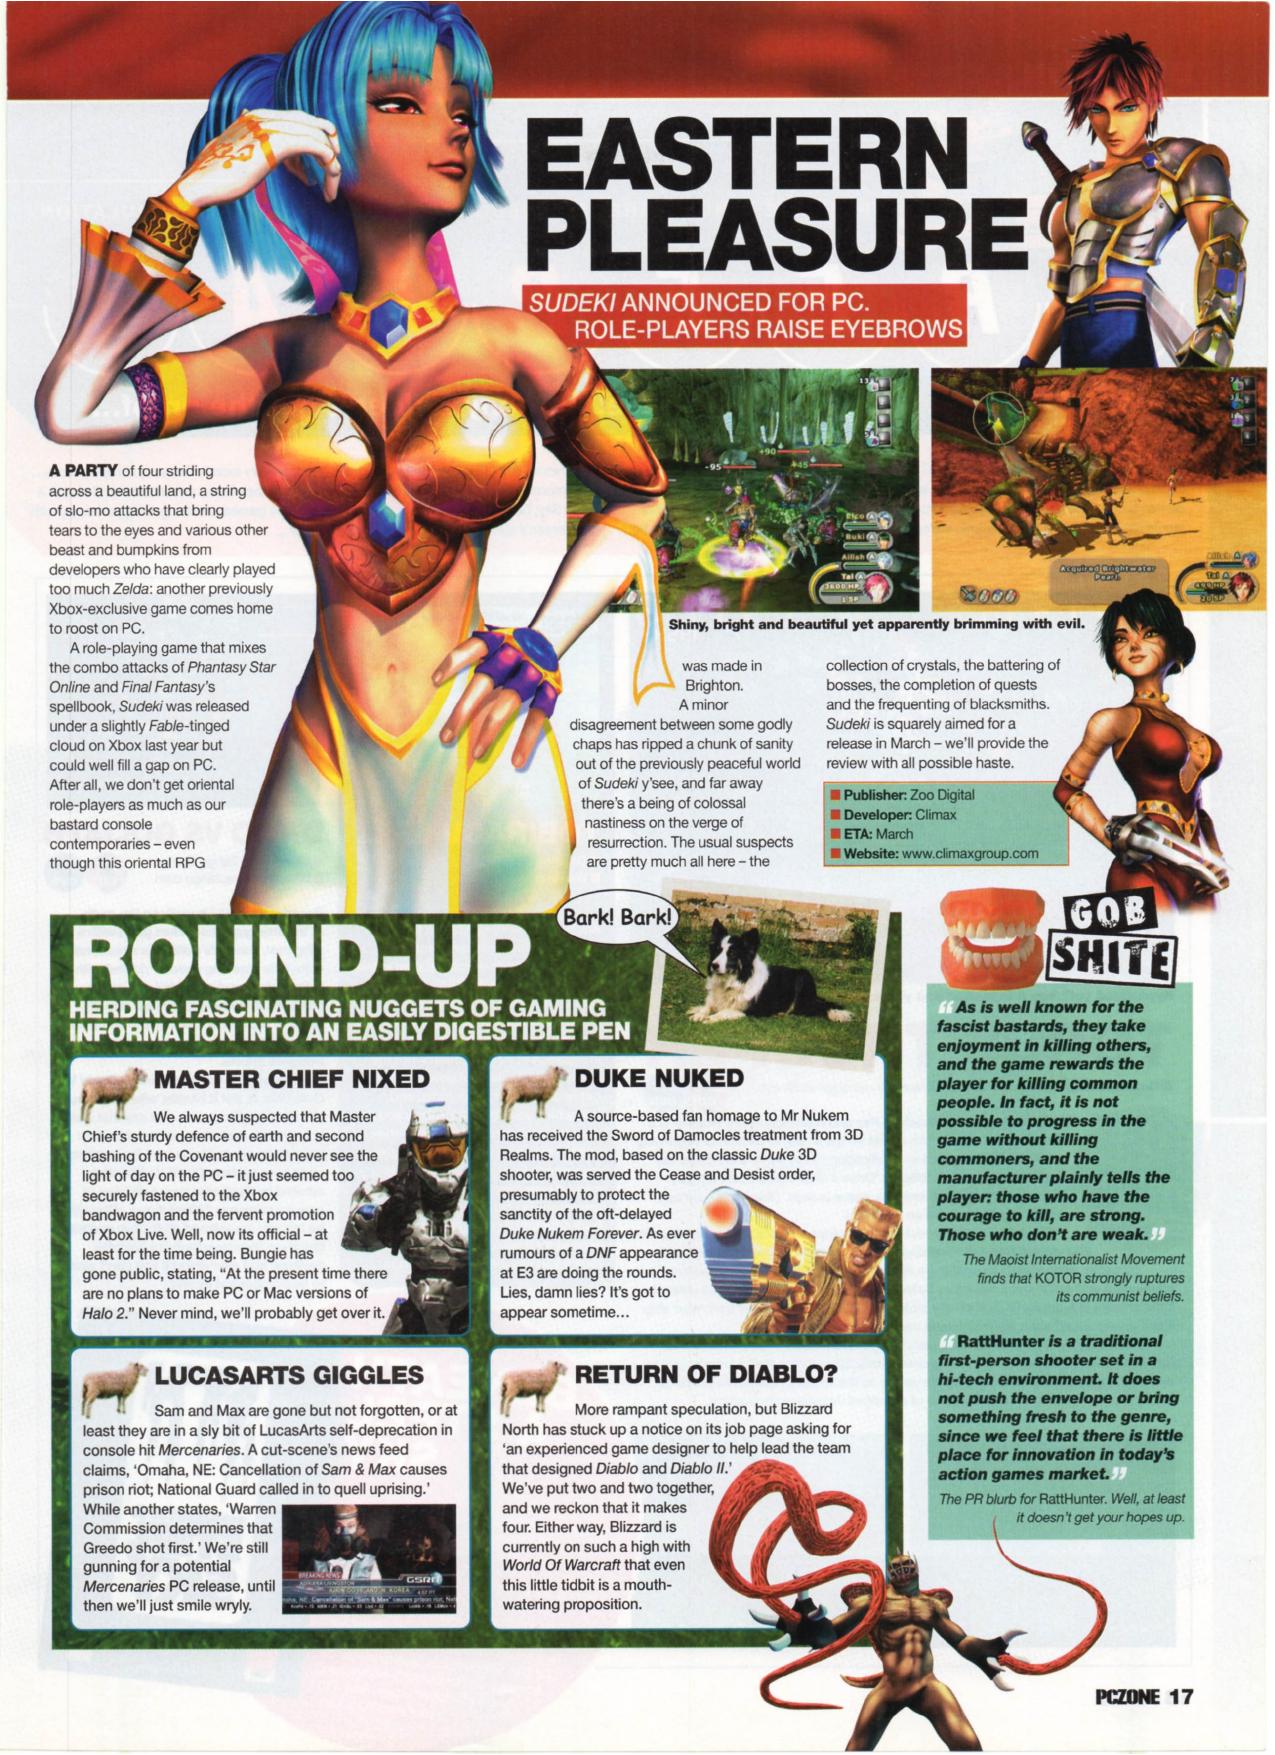 EASTERN
PLEASURE
SUDEKI ANNOUNCED FOR PC.
ROLE-PLAYERS RAISE EYEBROWS
A PARTY of four striding
across a beautiful land, a string
of slo-mo attacks that bring
tears to the eyes and various other
beast and bumpkins from
developers who have clearly played
too much Zelda: another previously
Xbox-exclusive game comes home
to roost on PC.
A role-playing game that mixes
the combo attacks of Phantasy Star
Online and Final Fantasy's
spellbook, Sudeki was released
under a slightly Fable-tinged
cloud on Xbox last year but
could well fill a gap on PC.
After all, we don't get oriental
role-players as much as our
bastard console
contemporaries – even
though this oriental RPG
-95
+90
+45
Elco A
Buki A
Ailish A
Tal A
3600 HP
1 SP
Acquired Brightwater
Pearl.
Ailish A
Tal A
Shiny, bright and beautiful yet apparently brimming with evil.
was made in
Brighton.
A minor
disagreement between some godly
chaps has ripped a chunk of sanity
out of the previously peaceful world
of Sudeki y'see, and far away
there's a being of colossal
nastiness on the verge of
resurrection. The usual suspects
are pretty much all here – the
collection of crystals, the battering of
bosses, the completion of quests
and the frequenting of blacksmiths.
Sudeki is squarely aimed for a
release in March – we'll provide the
review with all possible haste.
Publisher: Zoo Digital
Developer: Climax
ETA: March
Website: www.climaxgroup.com
ROUND-UP
HERDING FASCINATING NUGGETS OF GAMING
INFORMATION INTO AN EASILY DIGESTIBLE PEN
Bark! Bark!
MASTER CHIEF NIXED
We always suspected that Master
Chief's sturdy defence of earth and second
bashing of the Covenant would never see the
light of day on the PC – it just seemed too
securely fastened to the Xbox
bandwagon and the fervent promotion
of Xbox Live. Well, now its official – at
least for the time being. Bungie has
gone public, stating, "At the present time there
are no plans to make PC or Mac versions of
Halo 2." Never mind, we'll probably get over it.
DUKE NUKED
A source-based fan homage to Mr Nukem
has received the Sword of Damocles treatment from 3D
Realms. The mod, based on the classic Duke 3D
shooter, was served the Cease and Desist order,
presumably to protect the
sanctity of the oft-delayed
Duke Nukem Forever. As ever
rumours of a DNF appearance
at E3 are doing the rounds.
Lies, damn lies? It's got to
appear sometime...
LUCASARTS GIGGLES
Sam and Max are gone but not forgotten, or at
least they are in a sly bit of LucasArts self-deprecation in
console hit Mercenaries. A cut-scene's news feed
claims, 'Omaha, NE: Cancellation of Sam & Max causes
prison riot; National Guard called in to quell uprising.'
While another states, 'Warren
Commission determines that
Greedo shot first.' We're still
gunning for a potential
Mercenaries PC release, until
then we'll just smile wryly.
BREAKING NEWS
GSRN
aha, NE: Cancellation of 'Sam & Max' causes prison riot; Nat
RETURN OF DIABLO?
More rampant speculation, but Blizzard
North has stuck up a notice on its job page asking for
'an experienced game designer to help lead the team
that designed Diablo and Diablo II.'
We've put two and two together,
and we reckon that it makes
four. Either way, Blizzard is
currently on such a high with
World Of Warcraft that even
this little tidbit is a mouth-
watering proposition.
GOB
SHITE
"As is well known for the
fascist bastards, they take
enjoyment in killing others,
and the game rewards the
player for killing common
people. In fact, it is not
possible to progress in the
game without killing
commoners, and the
manufacturer plainly tells the
player: those who have the
courage to kill, are strong.
Those who don't are weak."
The Maoist Internationalist Movement
finds that KOTOR strongly ruptures
its communist beliefs.
"RattHunter is a traditional
first-person shooter set in a
hi-tech environment. It does
not push the envelope or bring
something fresh to the genre,
since we feel that there is little
place for innovation in today's
action games market."
The PR blurb for RattHunter. Well, at least
it doesn't get your hopes up.
PCZONE 17